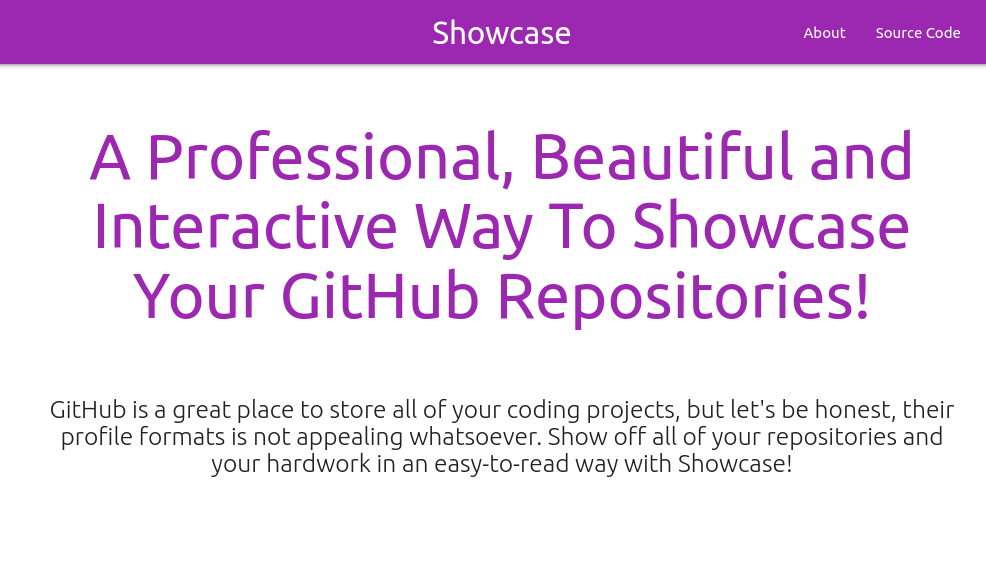 Showcase
About
Source Code
A Professional, Beautiful and
Interactive Way To Showcase
Your GitHub Repositories!
GitHub is a great place to store all of your coding projects, but let's be honest, their
profile formats is not appealing whatsoever. Show off all of your repositories and
your hardwork in an easy-to-read way with Showcase!